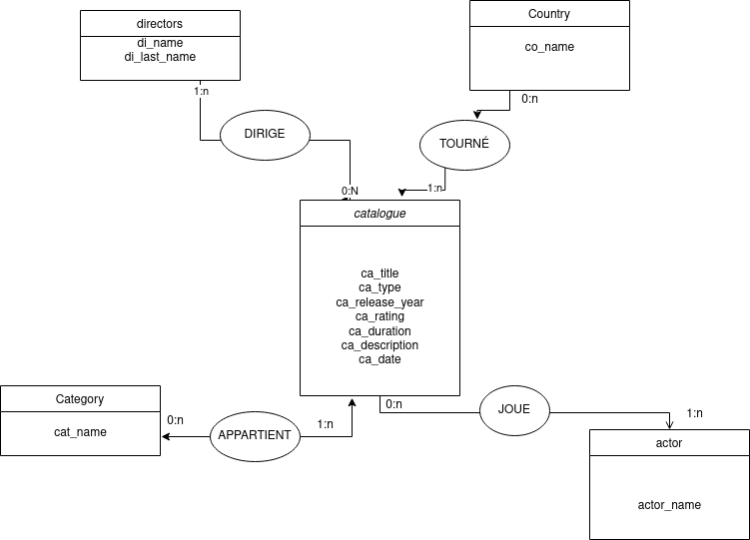 directors
di_name
di_last_name
1:n
DIRIGE
0:N
Country
co_name
0:n
TOURNÉ
1:n
catalogue
ca_title
ca_type
ca_release_year
ca_rating
ca_duration
ca_description
ca_date
Category
cat_name
0:n
APPARTIENT
1:n
0:n
JOUE
1:n
actor
actor_name